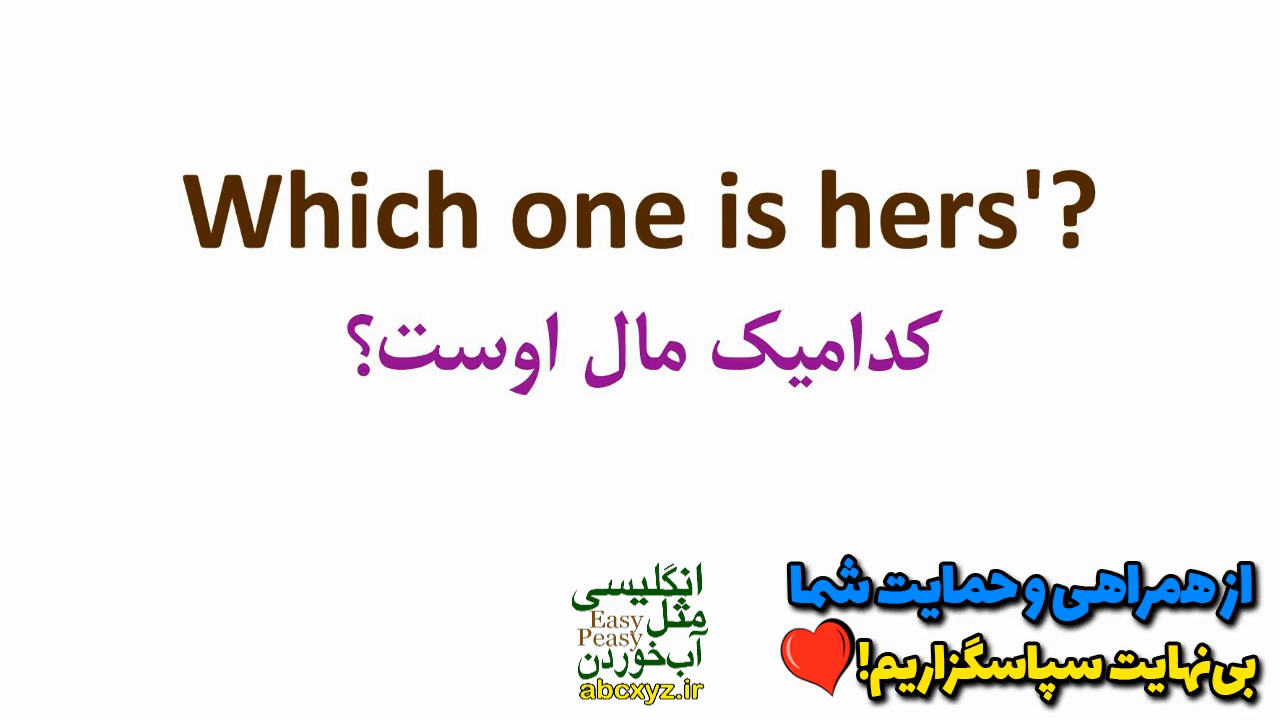 Which one is hers'?
کدامیک مال اوست؟
انگلیسی
مثل
Easy
Peasy
آب‌خوردن
abcxyz.ir
از همراهی و حمایت شما
بی‌نهایت سپاسگزاریم!